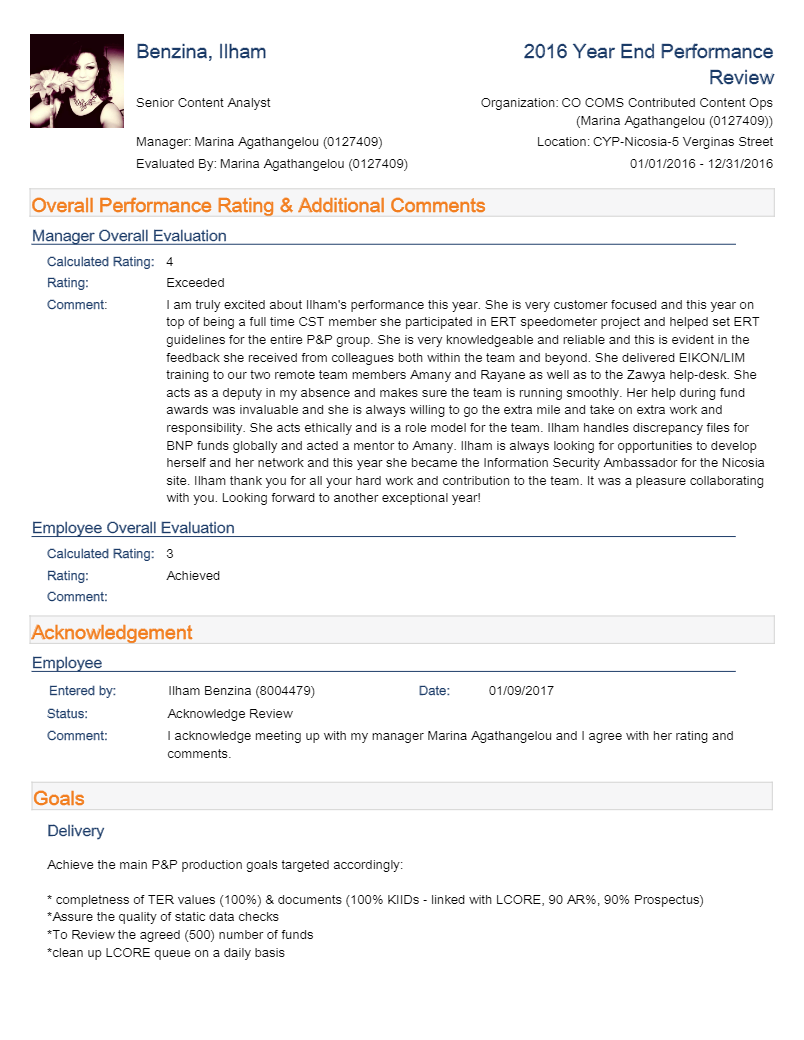 Benzina, Ilham
2016 Year End Performance
Review
Senior Content Analyst
Organization: CO COMS Contributed Content Ops
(Marina Agathangelou (0127409))
Manager: Marina Agathangelou (0127409)
Location: CYP-Nicosia-5 Verginas Street
Evaluated By: Marina Agathangelou (0127409)
01/01/2016 - 12/31/2016
Overall Performance Rating & Additional Comments
Manager Overall Evaluation
Calculated Rating: 4
Rating: Exceeded
Comment: I am truly excited about Ilham's performance this year. She is very customer focused and this year on
top of being a full time CST member she participated in ERT speedometer project and helped set ERT
guidelines for the entire P&P group. She is very knowledgeable and reliable and this is evident in the
feedback she received from colleagues both within the team and beyond. She delivered EIKON/LIM
training to our two remote team members Amany and Rayane as well as to the Zawya help-desk. She
acts as a deputy in my absence and makes sure the team is running smoothly. Her help during fund
awards was invaluable and she is always willing to go the extra mile and take on extra work and
responsibility. She acts ethically and is a role model for the team. Ilham handles discrepancy files for
BNP funds globally and acted a mentor to Amany. Ilham is always looking for opportunities to develop
herself and her network and this year she became the Information Security Ambassador for the Nicosia
site. Ilham thank you for all your hard work and contribution to the team. It was a pleasure collaborating
with you. Looking forward to another exceptional year!
Employee Overall Evaluation
Calculated Rating: 3
Rating: Achieved
Comment:
Acknowledgement
Employee
Entered by: Ilham Benzina (8004479) Date: 01/09/2017
Status: Acknowledge Review
Comment: I acknowledge meeting up with my manager Marina Agathangelou and I agree with her rating and
comments.
Goals
Delivery
Achieve the main P&P production goals targeted accordingly:
* completness of TER values (100%) & documents (100% KIIDs - linked with LCORE, 90 AR%, 90% Prospectus)
*Assure the quality of static data checks
*To Review the agreed (500) number of funds
*clean up LCORE queue on a daily basis